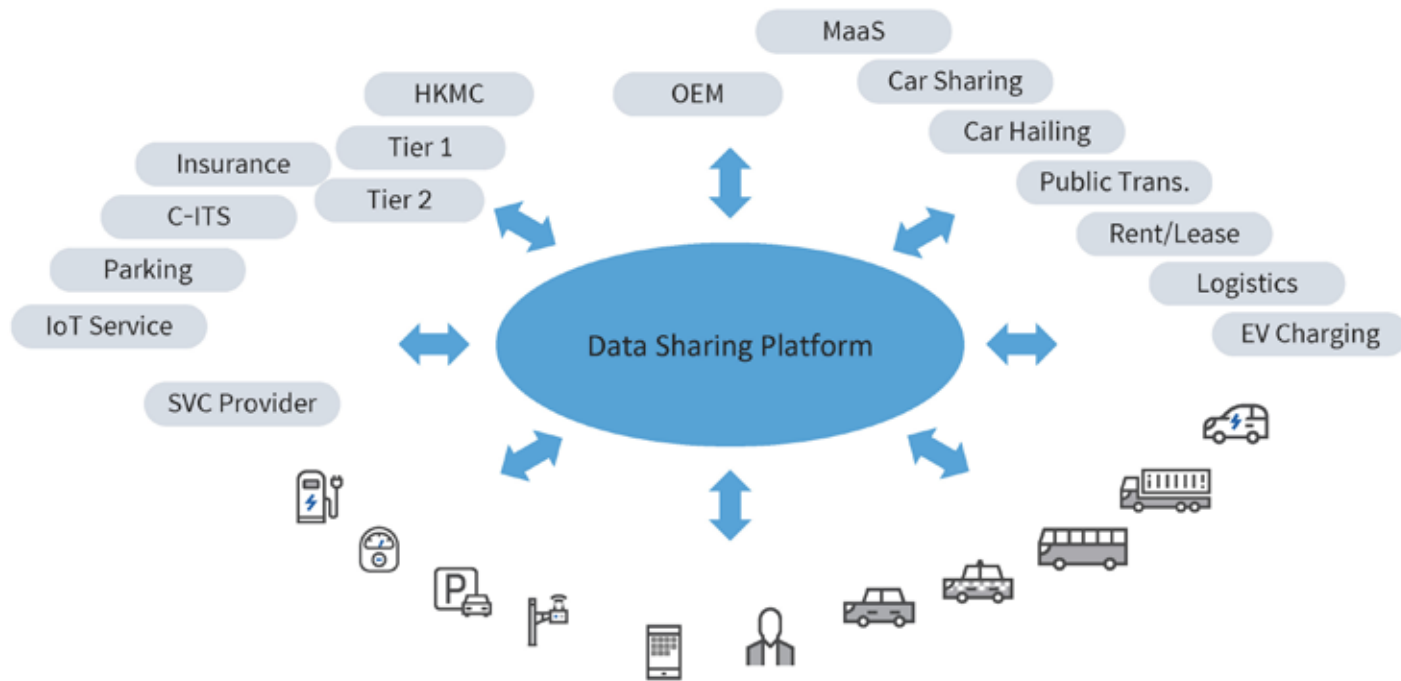 MaaS
HKMC
OEM
Car Sharing
Tier 1
Car Hailing
Insurance
Tier 2
Public Trans.
C-ITS
Rent/Lease
Parking
Logistics
IoT Service
EV Charging
Data Sharing Platform
SVC Provider
P